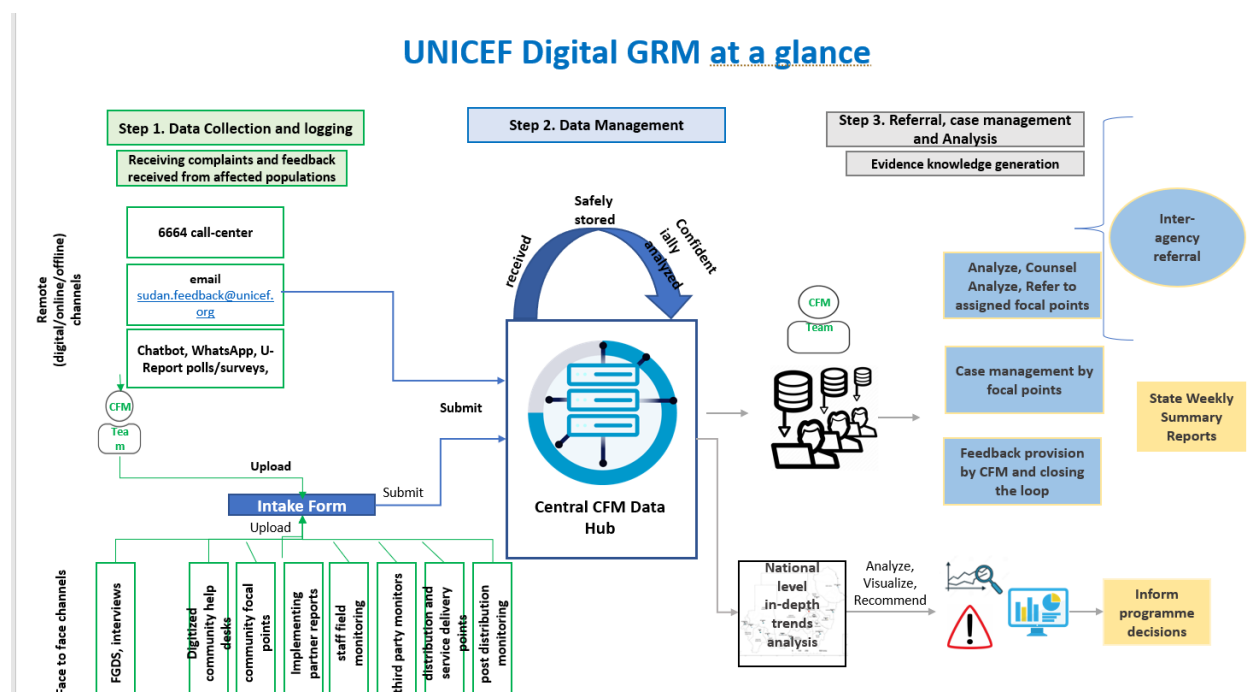 UNICEF Digital GRM at a glance
Step 1. Data Collection and logging
Receiving complaints and feedback
received from affected populations
Remote
(digital/online/offline)
channels
6664 call-center
email
sudan.feedback@unicef.
org
Chatbot, WhatsApp, U-
Report polls/surveys,
CFM
Tea
m
Upload
Intake Form
Submit
Upload
Face to face channels
FGDS, interviews
Digitized
community help
desks
community focal
points
Implementing
partner reports
staff field
monitoring
third party monitors
distribution and
service delivery
points
post distribution
monitoring
Step 2. Data Management
received
Safely
stored
Confident
ially
analyzed
Submit
Central CFM Data
Hub
Step 3. Referral, case management
and Analysis
Evidence knowledge generation
CFM
Team
Analyze, Counsel
Analyze, Refer to
assigned focal points
Inter-
agency
referral
Case management by
focal points
State Weekly
Summary
Reports
Feedback provision
by CFM and closing
the loop
National
level
in-depth
trends
analysis
Analyze,
Visualize,
Recommend
Inform
programme
decisions